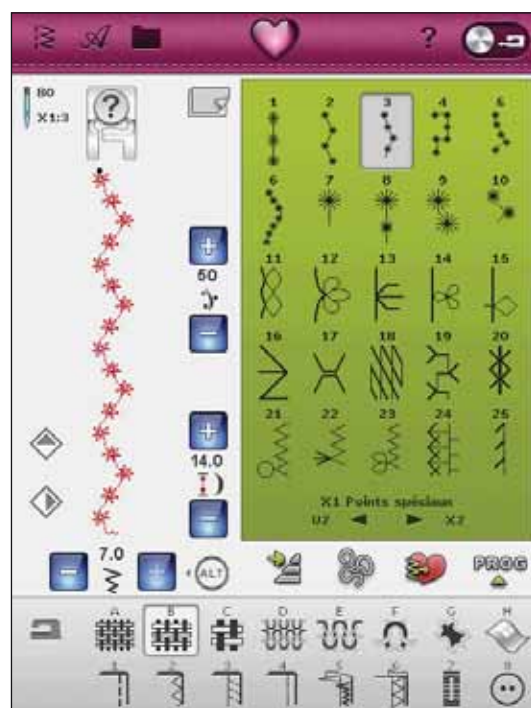 ?
80
X1:3
?
1 2 3 4 5
6 7 8 9 10
50
11 12 13 14 15
16 17 18 19 20
14.0
21 22 23 24 25
X1 Points spéciaux
U2 X2
7.0
ALT
PROG
A B C D E F G H
1 2 3 4 5 6 7 8